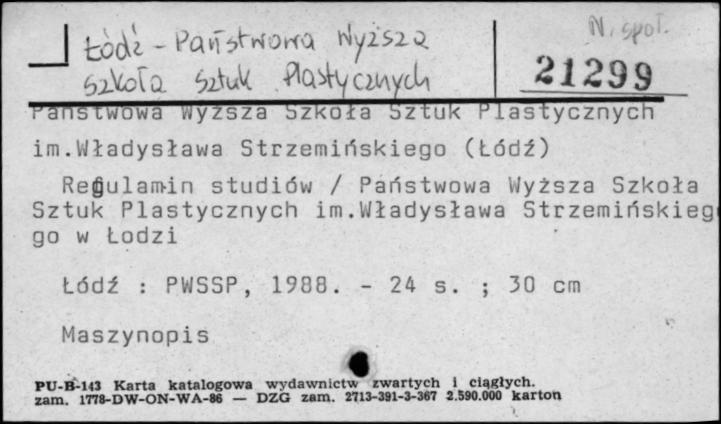 Łódź - Państwowa Wyższa
N. społ.
Szkoła Sztuk Plastycznych
21299
Państwowa Wyższa Szkoła Sztuk Plastycznych
im.Władysława Strzemińskiego (Łódź)
Regulamin studiów / Państwowa Wyższa Szkoła
Sztuk Plastycznych im.Władysława Strzemińskieg
go w Łodzi
Łódź : PWSSP, 1988. - 24 s. ; 30 cm
Maszynopis
PU-B-143 Karta katalogowa wydawnictw zwartych i ciągłych.
zam. 1778-DW-ON-WA-86 — DZG zam. 2713-391-3-367 2.590.000 karton